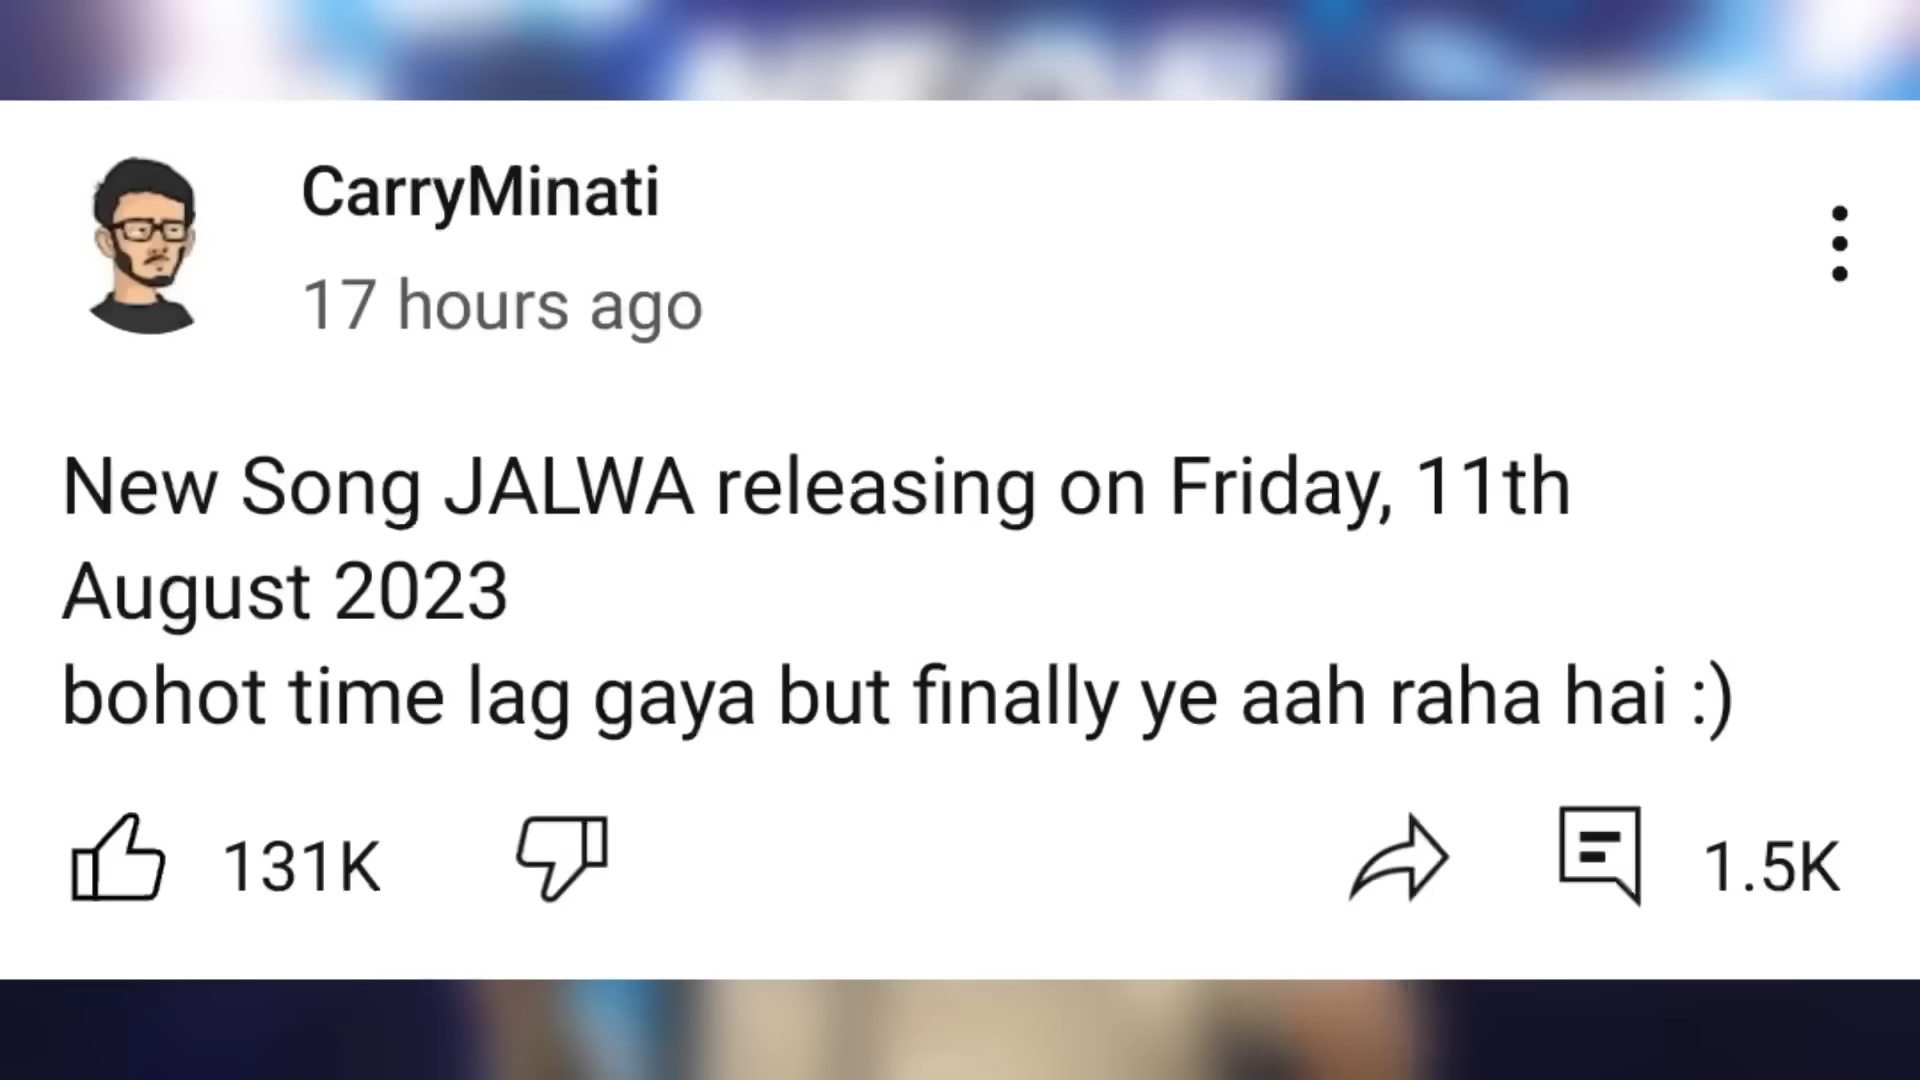 CarryMinati
17 hours ago
New Song JALWA releasing on Friday, 11th
August 2023
bohot time lag gaya but finally ye aah raha hai :)
131K
1.5K